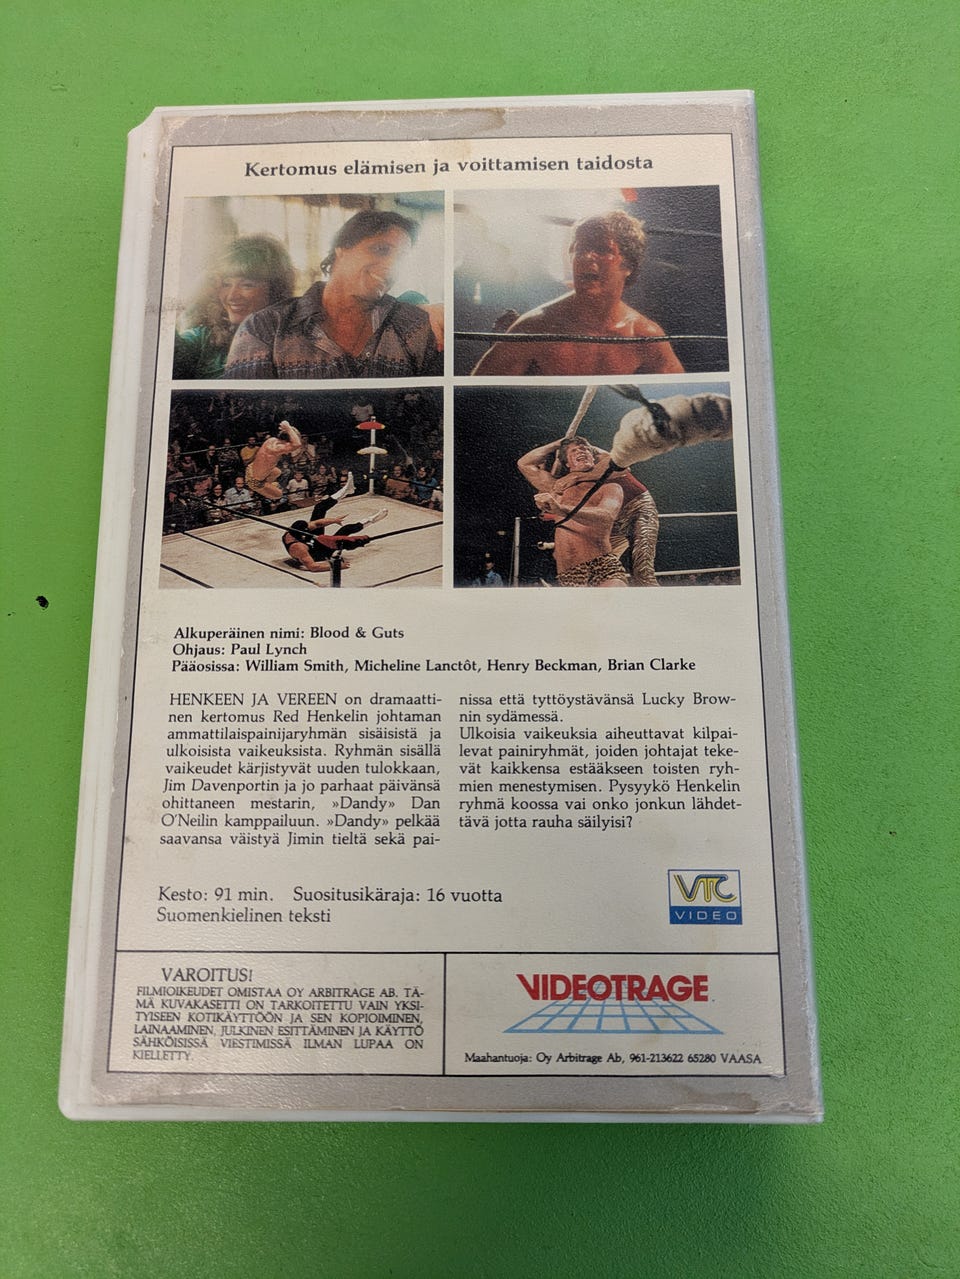 Kertomus elämisen ja voittamisen taidosta
Alkuperäinen nimi: Blood & Guts
Ohjaus: Paul Lynch
Pääosissa: William Smith, Micheline Lanctôt, Henry Beckman, Brian Clarke
HENKEEN JA VEREEN on dramaatti-
nen kertomus Red Henkelin johtaman
ammattilaispainijaryhmän sisäisistä ja
ulkoisista vaikeuksista. Ryhmän sisällä
vaikeudet kärjistyvät uuden tulokkaan,
Jim Davenportin ja jo parhaat päivänsä
ohittaneen mestarin, »Dandy» Dan
O'Neilin kamppailuun. »Dandy» pelkää
saavansa väistyä Jimin tieltä sekä pai-
nissa että tyttöystävänsä Lucky Brow-
nin sydämessä.
Ulkoisia vaikeuksia aiheuttavat kilpai-
levat painiryhmät, joiden johtajat teke-
vät kaikkensa estääkseen toisten ryh-
mien menestymisen. Pysyykö Henkelin
ryhmä koossa vai onko jonkun lähdet-
tävä jotta rauha säilyisi?
Kesto: 91 min. Suositusikäraja: 16 vuotta
Suomenkielinen teksti
VTC
VIDEO
VAROITUS!
FILMIOIKEUDET OMISTAA OY ARBITRAGE AB. TÄ-
MÄ KUVAKASETTI ON TARKOITETTU VAIN YKSI-
TYISEEN KOTIKÄYTTÖÖN JA SEN KOPIOIMINEN,
LAINAAMINEN, JULKINEN ESITTÄMINEN JA KÄYTTÖ
SÄHKÖISISSÄ VIESTIMISSÄ ILMAN LUPAA ON
KIELLETTY.
VIDEOTRAGE
Maahantuoja: Oy Arbitrage Ab, 961-213622 65280 VAASA